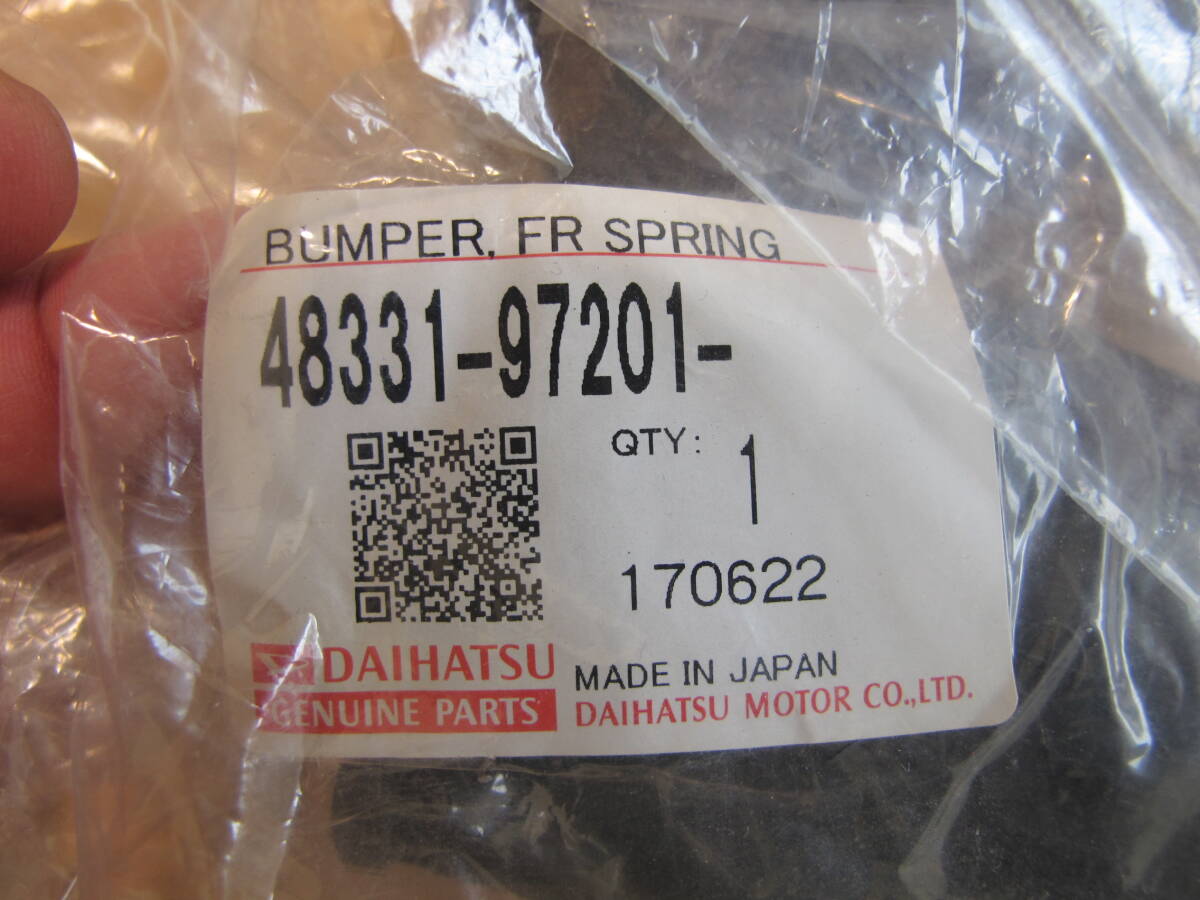 BUMPER, FR SPRING
48331-97201-
QTY: 1
170622
DAIHATSU
GENUINE PARTS
MADE IN JAPAN
DAIHATSU MOTOR CO.,LTD.